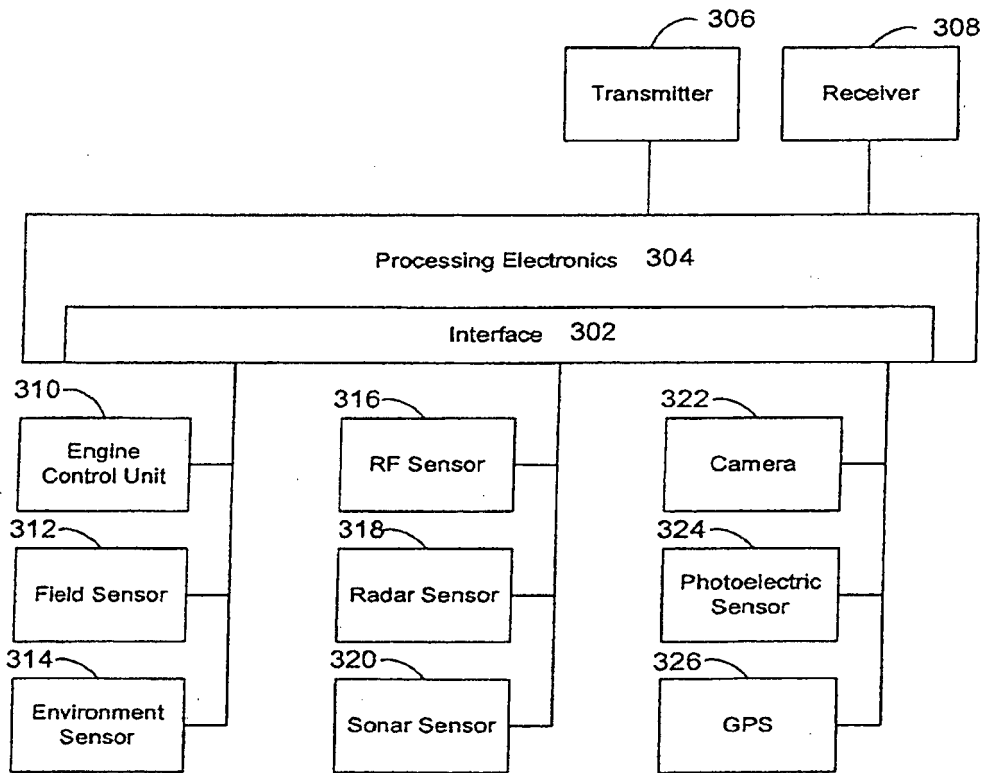 306
308
Transmitter
Receiver
Processing Electronics 304
Interface 302
310
316
322
Engine
Control Unit
RF Sensor
Camera
312
318
324
Field Sensor
Radar Sensor
Photoelectric
Sensor
314
320
326
Environment
Sensor
Sonar Sensor
GPS